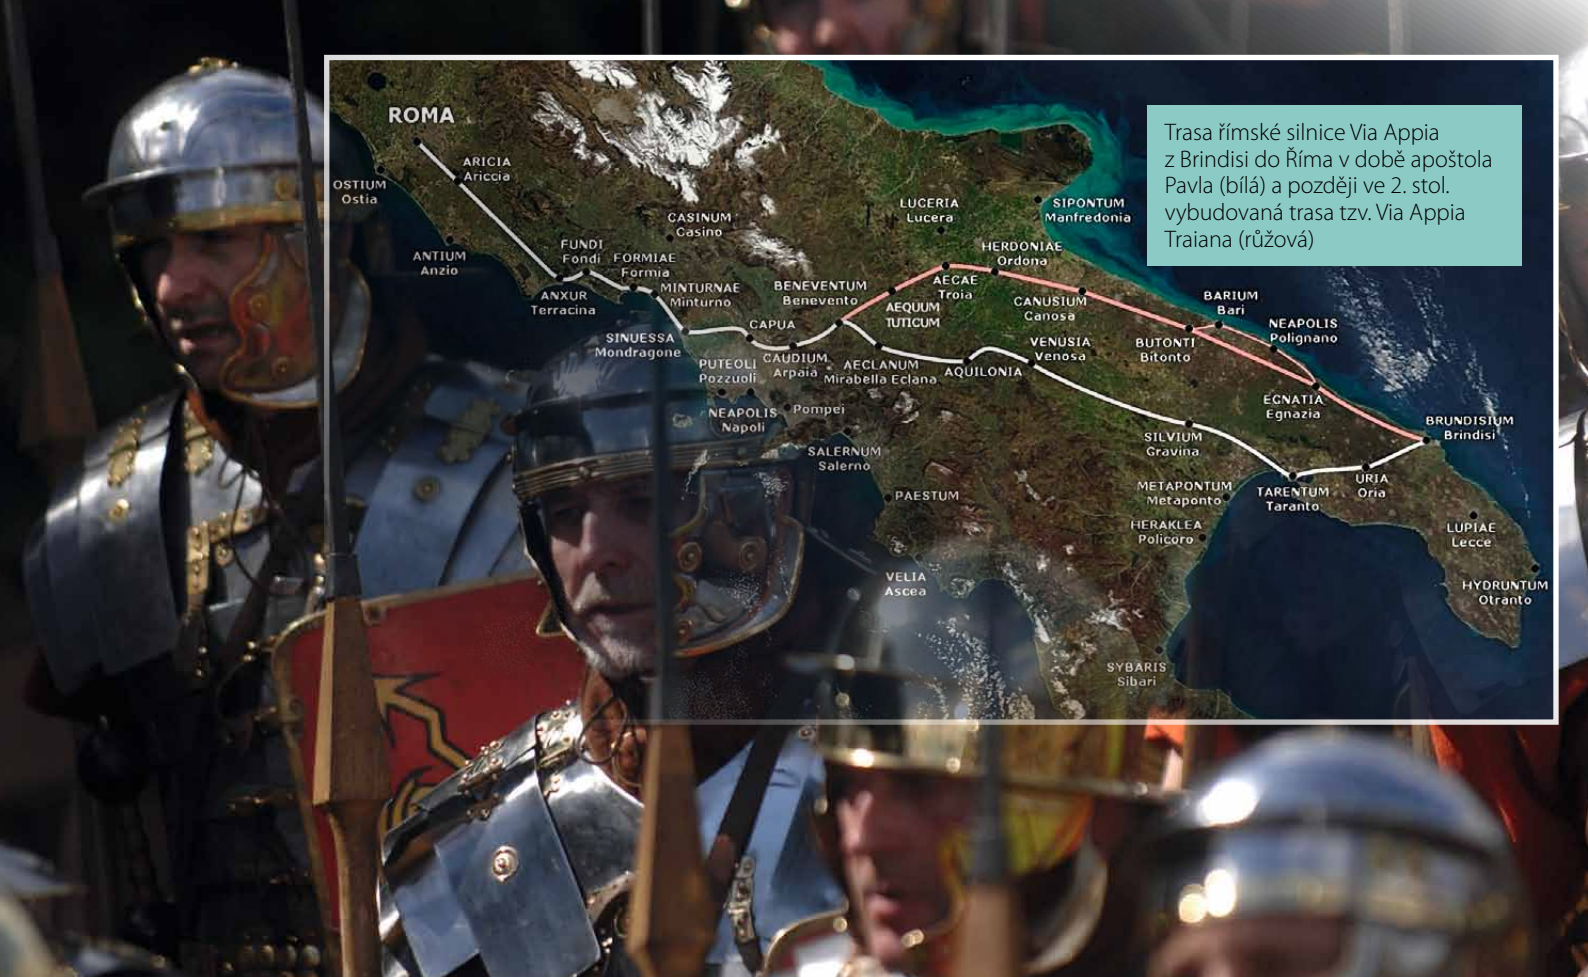 Trasa římské silnice Via Appia
z Brindisi do Říma v době apoštola
Pavla (bílá) a později ve 2. stol.
vybudovaná trasa tzv. Via Appia
Traiana (růžová)
ROMA
ARICIA
Ariccia
OSTIUM
Ostia
ANTIUM
Anzio
FUNDI
Fondi
ANXUR
Terracina
FORMIAE
Formia
CASINUM
Casino
MINTURNAE
Minturno
SINUESSA
Mondragone
CAPUA
PUTEOLI
Pozzuoli
CAUDIUM
Arpaia
NEAPOLIS
Napoli
Pompei
SALERNUM
Salerno
BENEVENTUM
Benevento
AECLANUM
Mirabella Eclana
AEQUUM
TUTICUM
AECAE
Troia
LUCERIA
Lucera
HERDONIAE
Ordona
SIPONTUM
Manfredonia
CANUSIUM
Canosa
VENUSIA
Venosa
AQUILONIA
BUTONTI
Bitonto
BARIUM
Bari
NEAPOLIS
Polignano
EGNATIA
Egnazia
BRUNDISIUM
Brindisi
SILVIUM
Gravina
METAPONTUM
Metaponto
TARENTUM
Taranto
URIA
Oria
HERAKLEA
Policoro
LUPIAE
Lecce
HYDRUNTUM
Otranto
PAESTUM
VELIA
Ascea
SYBARIS
Sibari